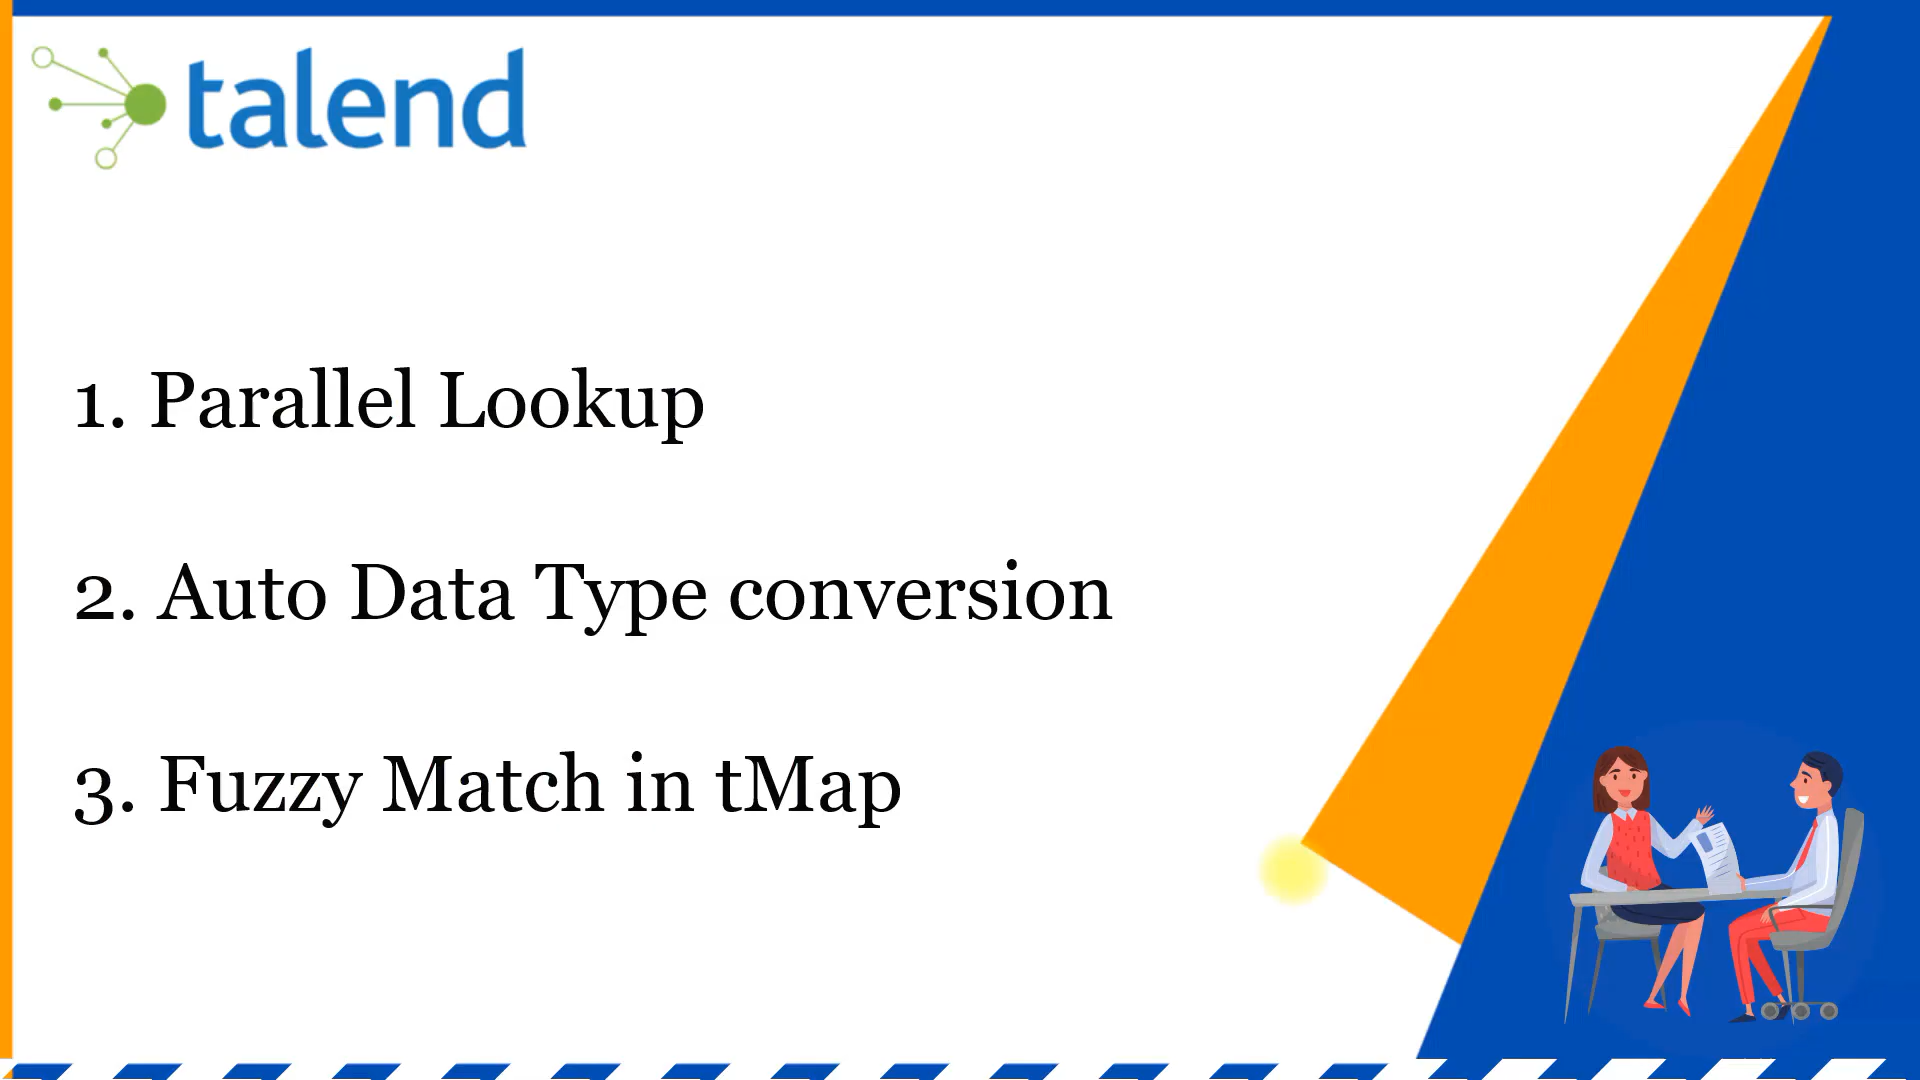 talend
1. Parallel Lookup
2. Auto Data Type conversion
3. Fuzzy Match in tMap